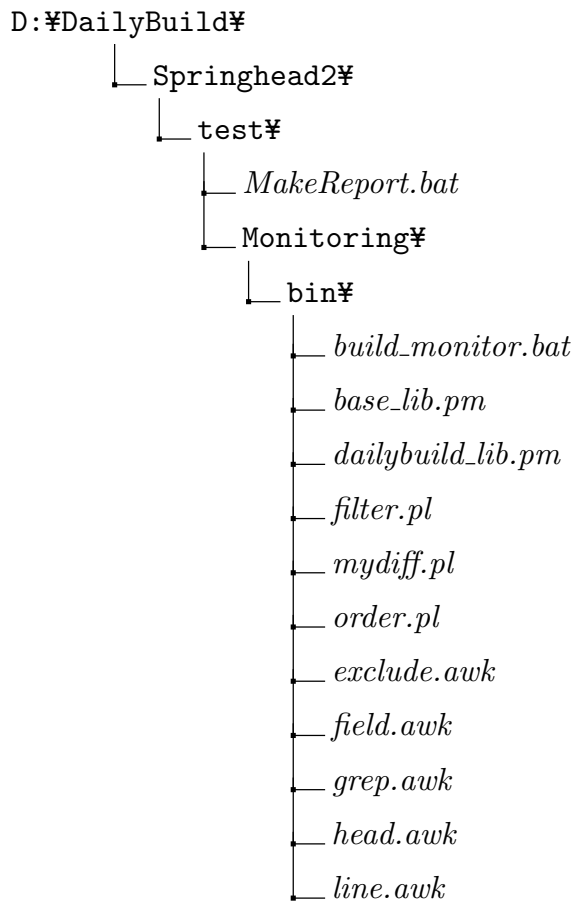 D:¥DailyBuild¥
Springhead2¥
test¥
MakeReport.bat
Monitoring¥
bin¥
build_monitor.bat
base_lib.pm
dailybuild_lib.pm
filter.pl
mydiff.pl
order.pl
exclude.awk
field.awk
grep.awk
head.awk
line.awk